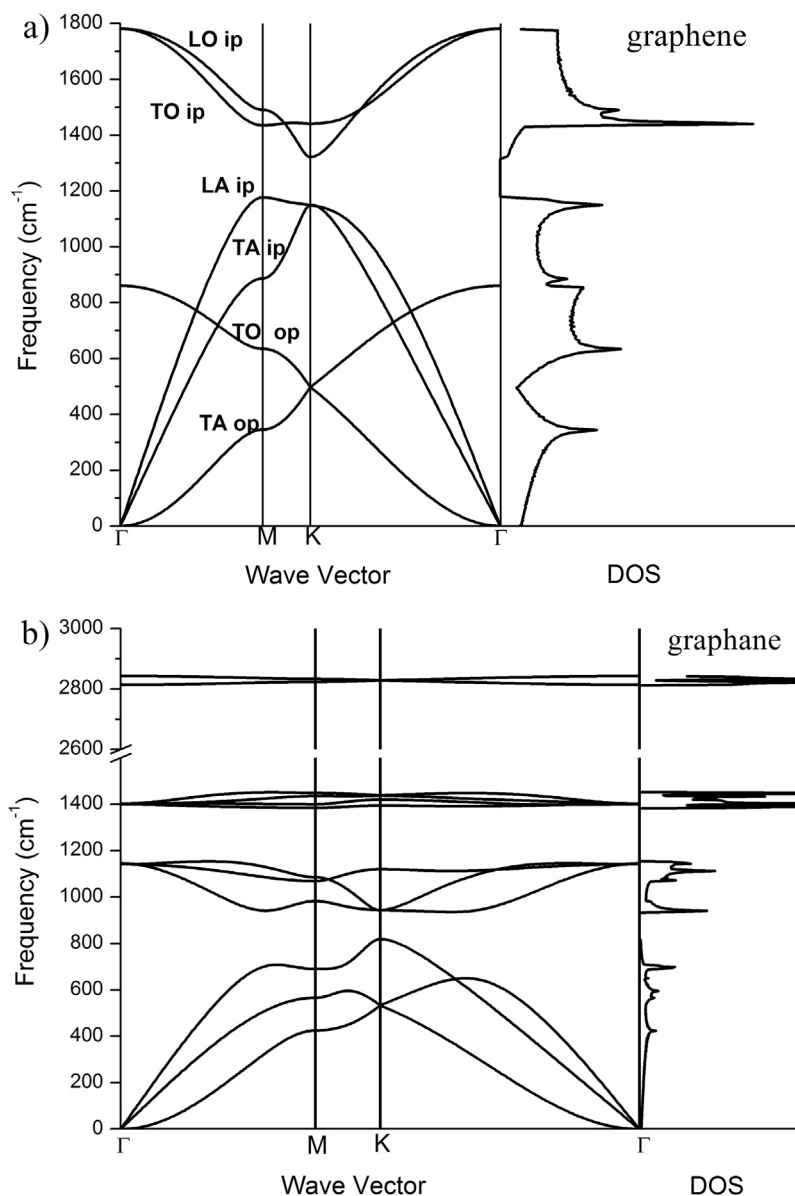 a)
graphene
1800
1600
1400
1200
1000
800
600
400
200
0
Frequency (cm-1)
LO ip
TO ip
LA ip
TA ip
TO op
TA op
Γ M K Γ
Wave Vector DOS
b)
graphane
3000
2800
2600
1400
1200
1000
800
600
400
200
0
Frequency (cm-1)
Γ M K Γ
Wave Vector DOS